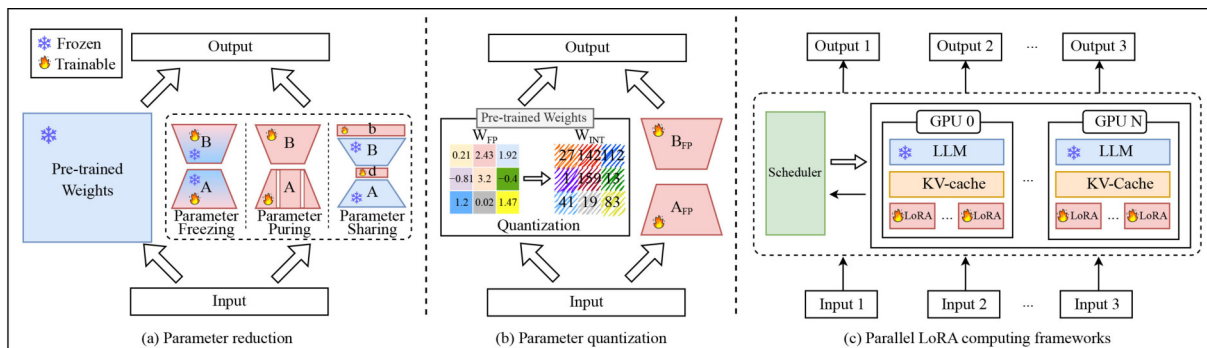 Frozen
Trainable
Output
Pre-trained
Weights
B
A
Parameter
Freezing
B
A
Parameter
Puring
b
B
d
A
Parameter
Sharing
Input
(a) Parameter reduction
Output
Pre-trained Weights
W_FP
W_INT
0.21 2.43 1.92
−0.81 3.2 −0.4
1.2 0.02 1.47
27 142 112
1 159 13
41 19 83
Quantization
B_FP
A_FP
Input
(b) Parameter quantization
Output 1
Output 2
...
Output 3
Scheduler
GPU 0
LLM
KV-cache
LoRA ... LoRA
...
GPU N
LLM
KV-Cache
LoRA ... LoRA
Input 1
Input 2
...
Input 3
(c) Parallel LoRA computing frameworks